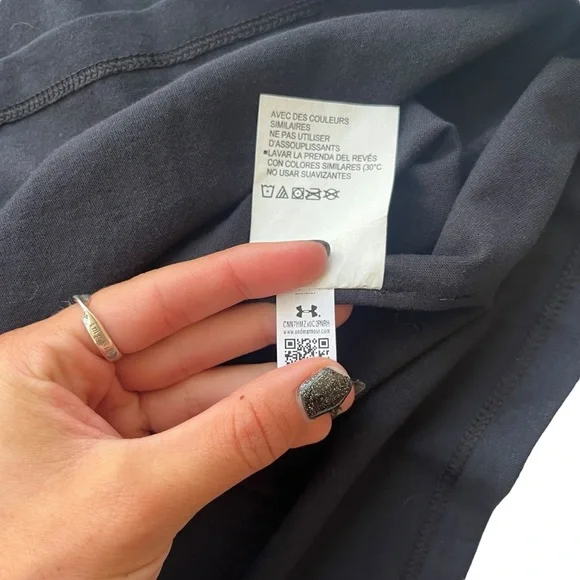 AVEC DES COULEURS
SIMILAIRES
NE PAS UTILISER
D'ASSOUPLISSANTS
*LAVAR LA PRENDA DEL REVÉS
CON COLORES SIMILARES (30°C
NO USAR SUAVIZANTES
www.underarmour.com